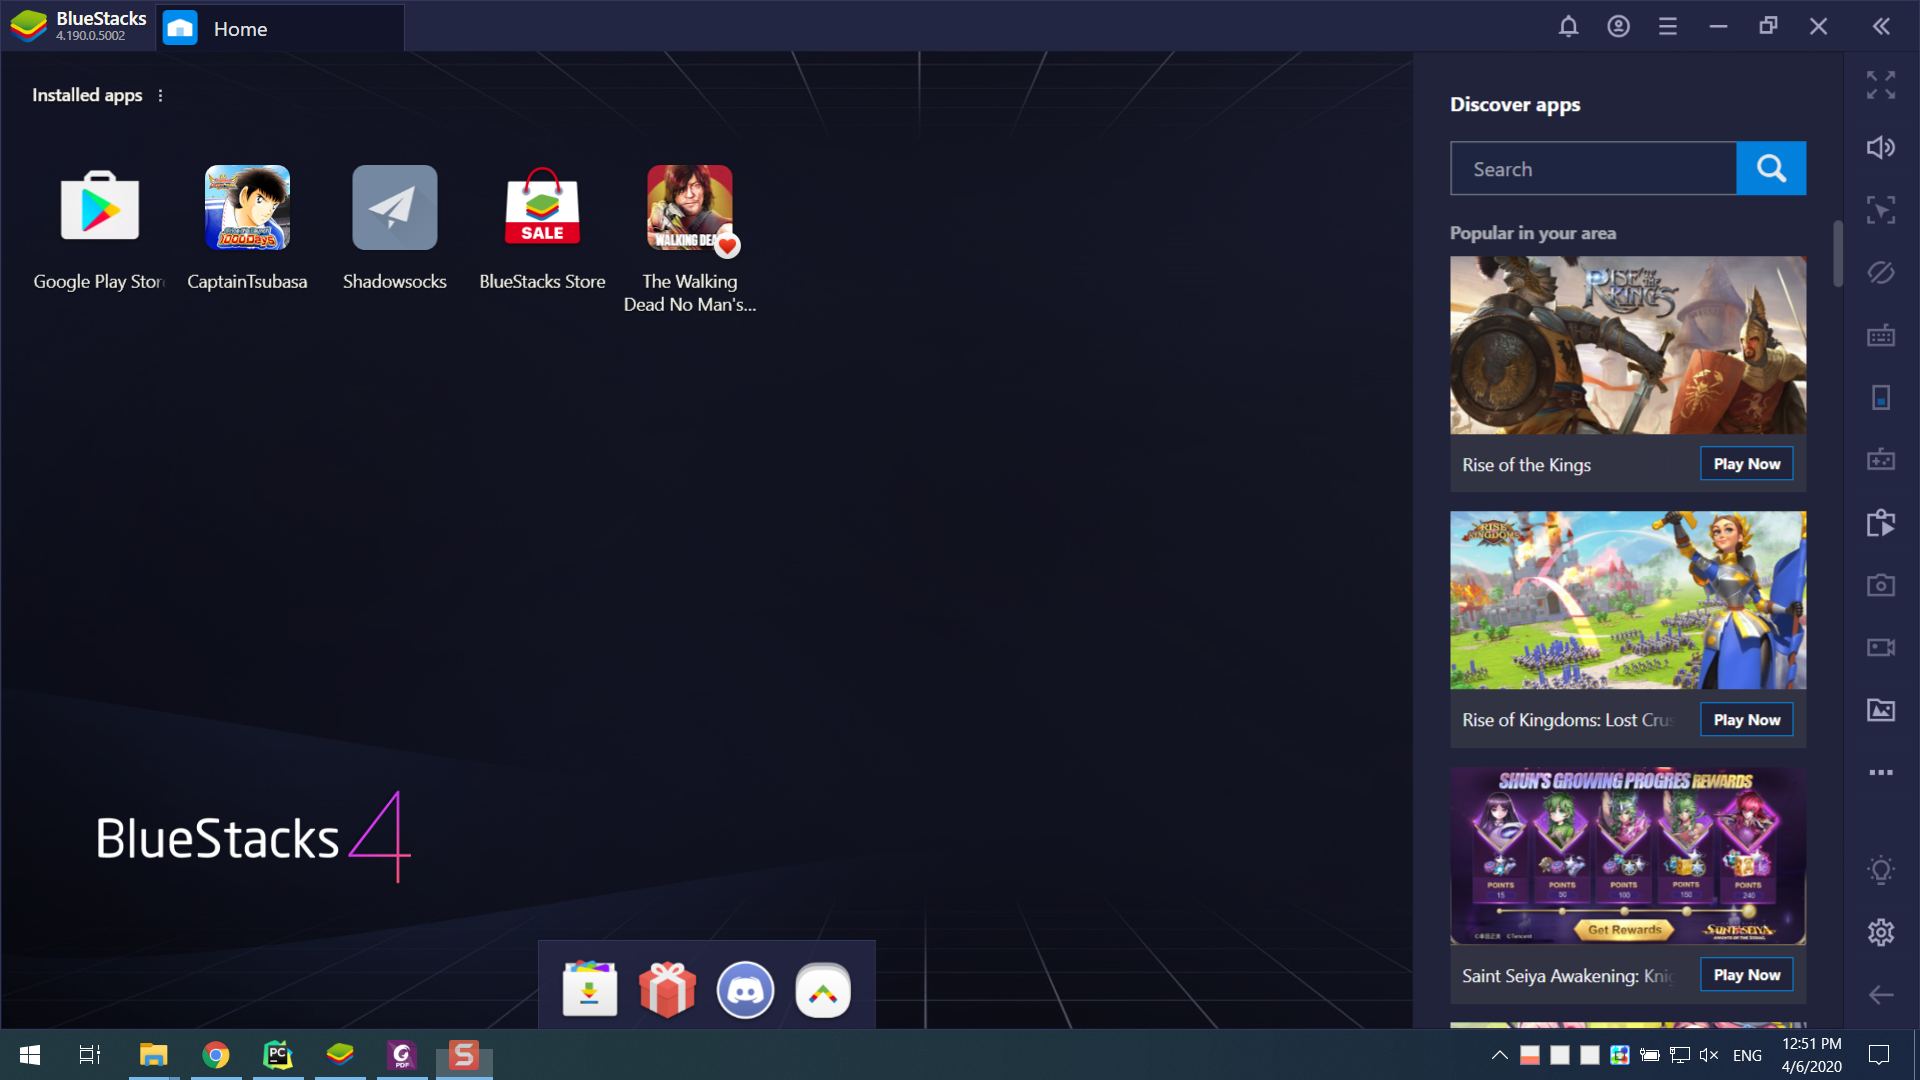 BlueStacks
4.190.0.5002
Home
Installed apps
Discover apps
Search
Popular in your area
1000Days
SALE
WALKING DEA
Google Play Stor
CaptainTsubasa
Shadowsocks
BlueStacks Store
The Walking
Dead No Man's...
RISE OF THE KINGS
Rise of the Kings
Play Now
RISE KINGDOMS
Rise of Kingdoms: Lost Crus
Play Now
SHUN'S GROWING PROGRES REWARDS
POINTS POINTS POINTS POINTS POINTS
15 50 100 150 240
Get Rewards
SAINT SEIYA
Saint Seiya Awakening: Knig
Play Now
BlueStacks 4
PC
PDF
S
ENG
12:51 PM
4/6/2020